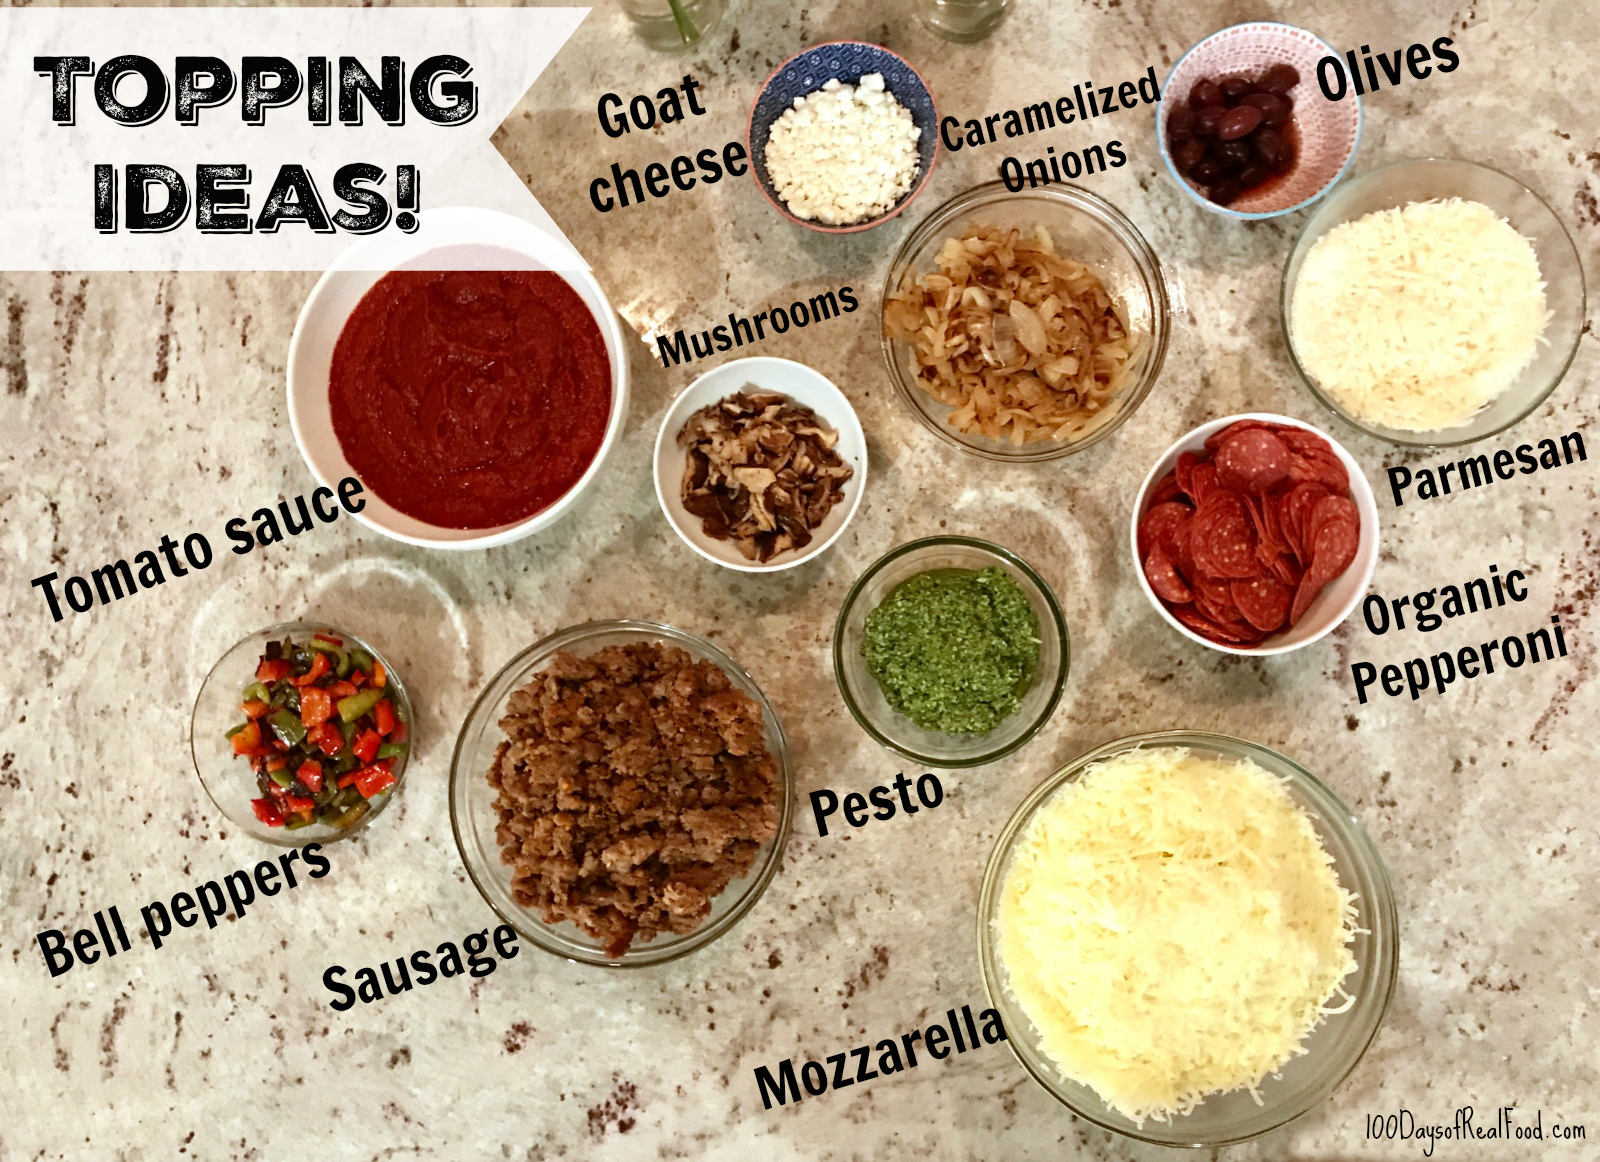 TOPPING
IDEAS!
Goat
cheese
Caramelized
Onions
Olives
Mushrooms
Parmesan
Tomato sauce
Organic
Pepperoni
Pesto
Bell peppers
Sausage
Mozzarella
100DaysofRealFood.com